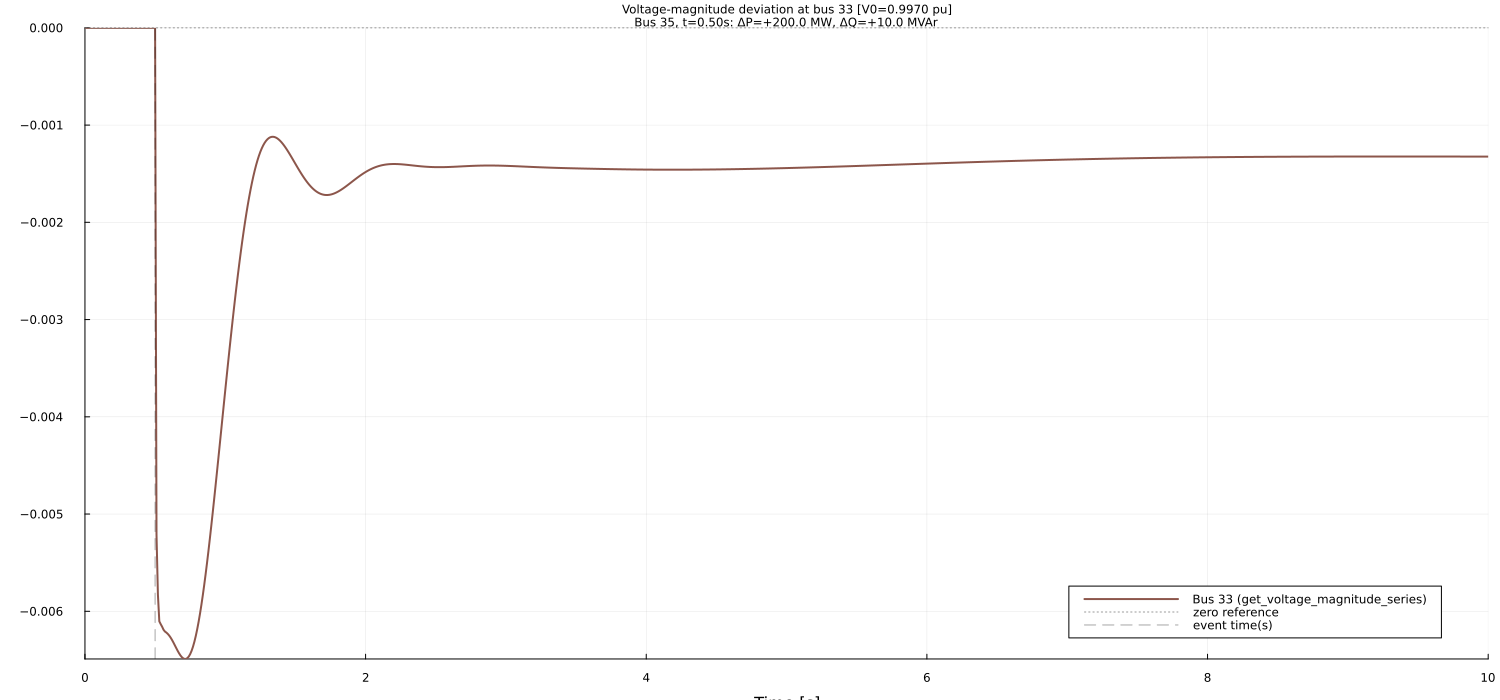 Voltage-magnitude deviation at bus 33 [V0=0.9970 pu]
Bus 35, t=0.50s: ΔP=+200.0 MW, ΔQ=+10.0 MVAr
0.000
−0.001
−0.002
−0.003
−0.004
−0.005
−0.006
Bus 33 (get_voltage_magnitude_series)
zero reference
event time(s)
0 2 4 6 8 10
Time [s]